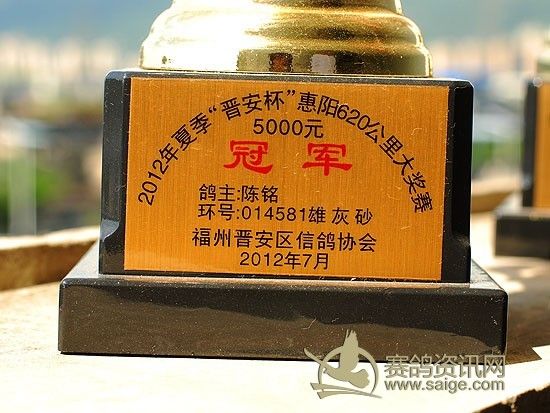 2012年夏季“晋安杯”惠阳620公里大奖赛
5000元
冠军
鸽主:陈铭
环号:014581雄 灰 砂
福州晋安区信鸽协会
2012年7月
赛鸽资讯网
www.saige.com